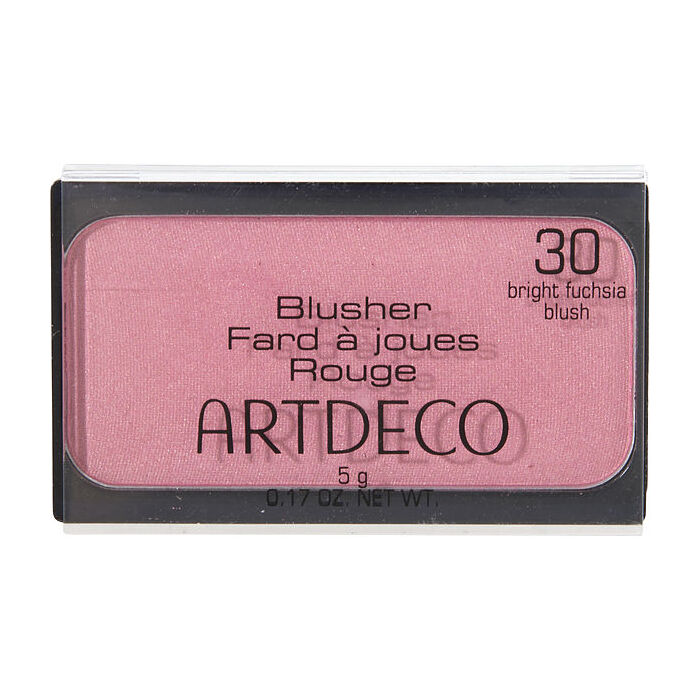 30
bright fuchsia
blush
Blusher
Fard à joues
Rouge
ARTDECO
5 g
0.17 OZ. NET WT.